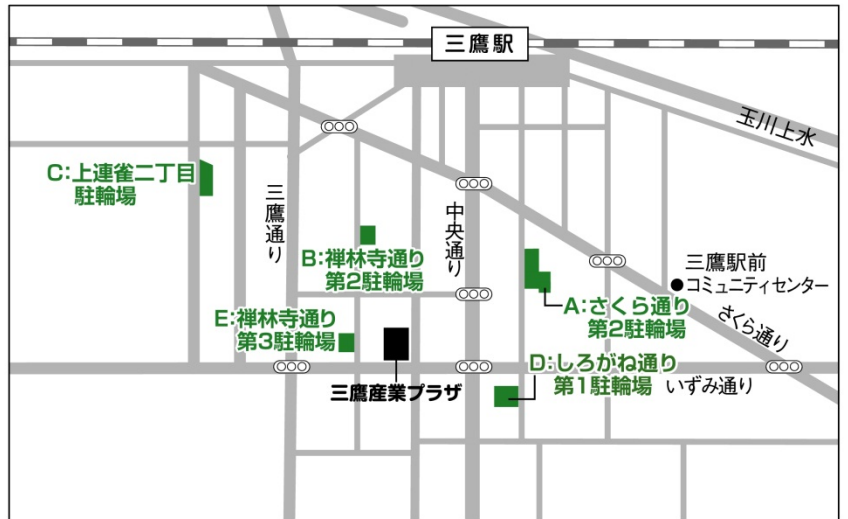 三鷹駅
玉川上水
C:上連雀二丁目
駐輪場
三鷹通り
中央通り
B:禅林寺通り
第2駐輪場
三鷹駅前
コミュニティセンター
A:さくら通り
第2駐輪場
さくら通り
E:禅林寺通り
第3駐輪場
D:しろがね通り
第1駐輪場
いずみ通り
三鷹産業プラザ